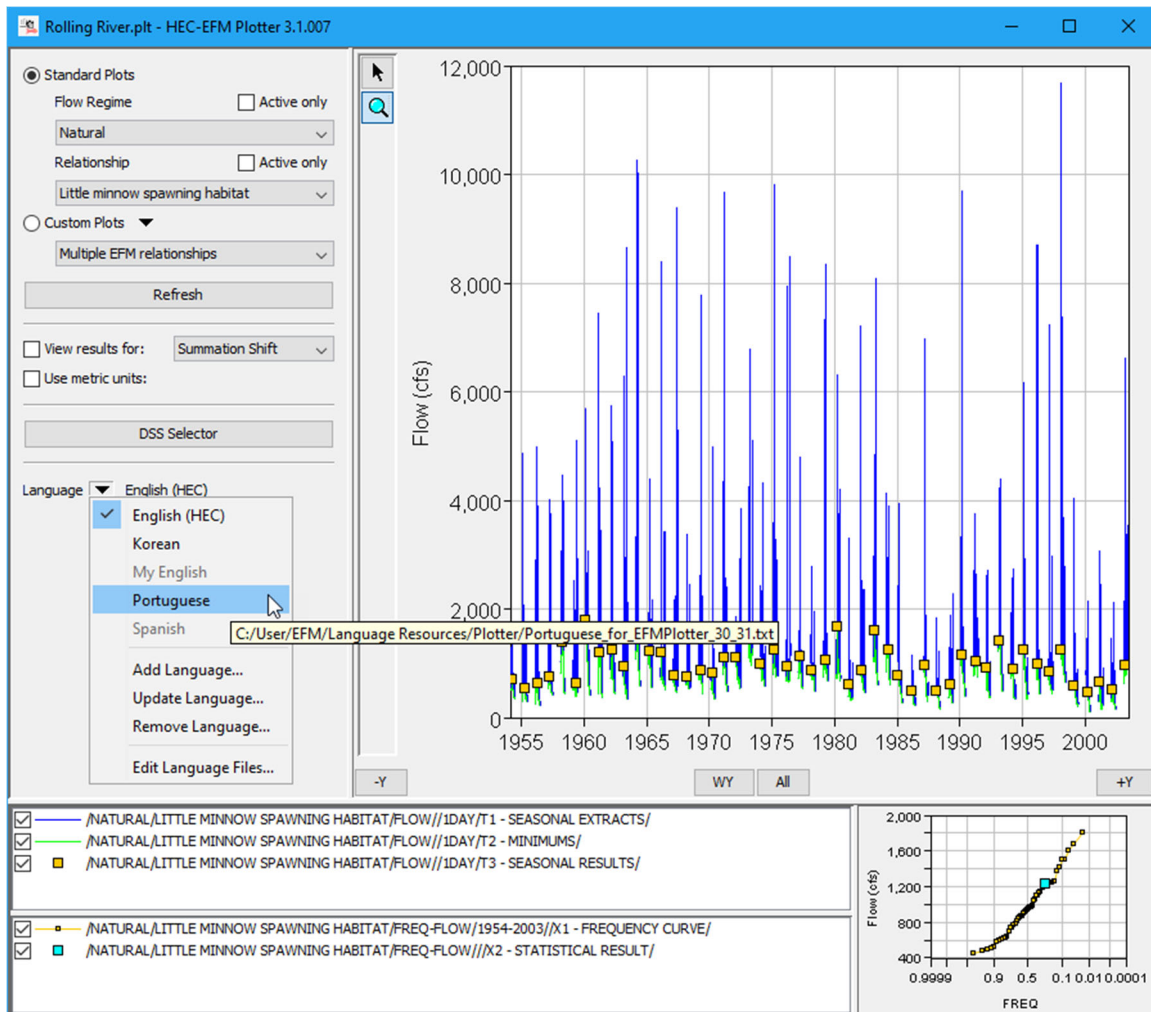 Rolling River.plt - HEC-EFM Plotter 3.1.007
Standard Plots
Flow Regime
Active only
Natural
Relationship
Active only
Little minnow spawning habitat
Custom Plots
Multiple EFM relationships
Refresh
View results for:
Summation Shift
Use metric units:
DSS Selector
Language
English (HEC)
English (HEC)
Korean
My English
Portuguese
Spanish
Add Language...
Update Language...
Remove Language...
Edit Language Files...
C:/User/EFM/Language Resources/Plotter/Portuguese_for_EFMPlotter_30_31.txt
12,000
10,000
8,000
6,000
4,000
2,000
0
Flow (cfs)
1955 1960 1965 1970 1975 1980 1985 1990 1995 2000
-Y
WY
All
+Y
/NATURAL/LITTLE MINNOW SPAWNING HABITAT/FLOW//1DAY/T1 - SEASONAL EXTRACTS/
/NATURAL/LITTLE MINNOW SPAWNING HABITAT/FLOW//1DAY/T2 - MINIMUMS/
/NATURAL/LITTLE MINNOW SPAWNING HABITAT/FLOW//1DAY/T3 - SEASONAL RESULTS/
/NATURAL/LITTLE MINNOW SPAWNING HABITAT/FREQ-FLOW/1954-2003//X1 - FREQUENCY CURVE/
/NATURAL/LITTLE MINNOW SPAWNING HABITAT/FREQ-FLOW///X2 - STATISTICAL RESULT/
2,000
1,600
1,200
800
400
Flow (cfs)
0.9999 0.9 0.5 0.1 0.01 0.0001
FREQ